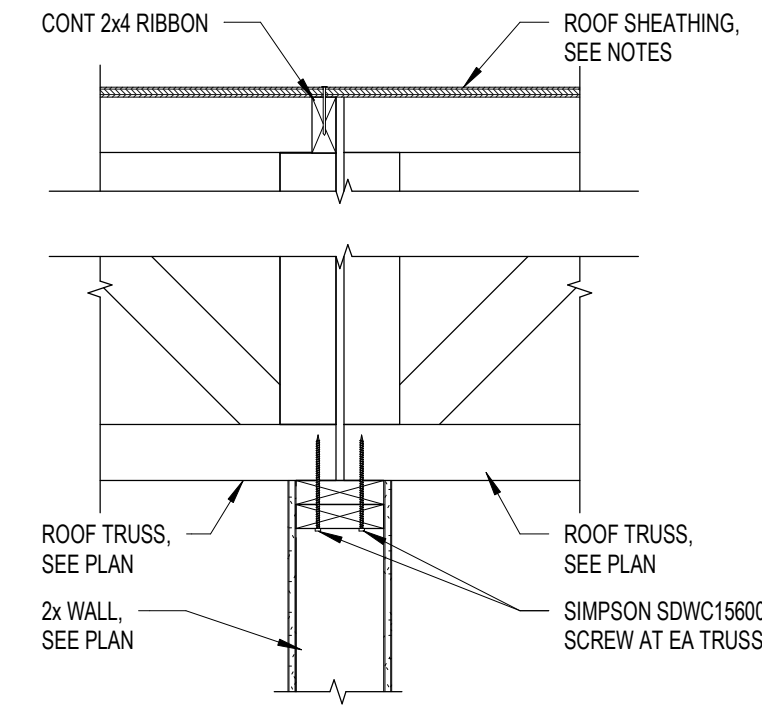 CONT 2x4 RIBBON
ROOF SHEATHING,
SEE NOTES
ROOF TRUSS,
SEE PLAN
ROOF TRUSS,
SEE PLAN
2x WALL,
SEE PLAN
SIMPSON SDWC15600
SCREW AT EA TRUSS